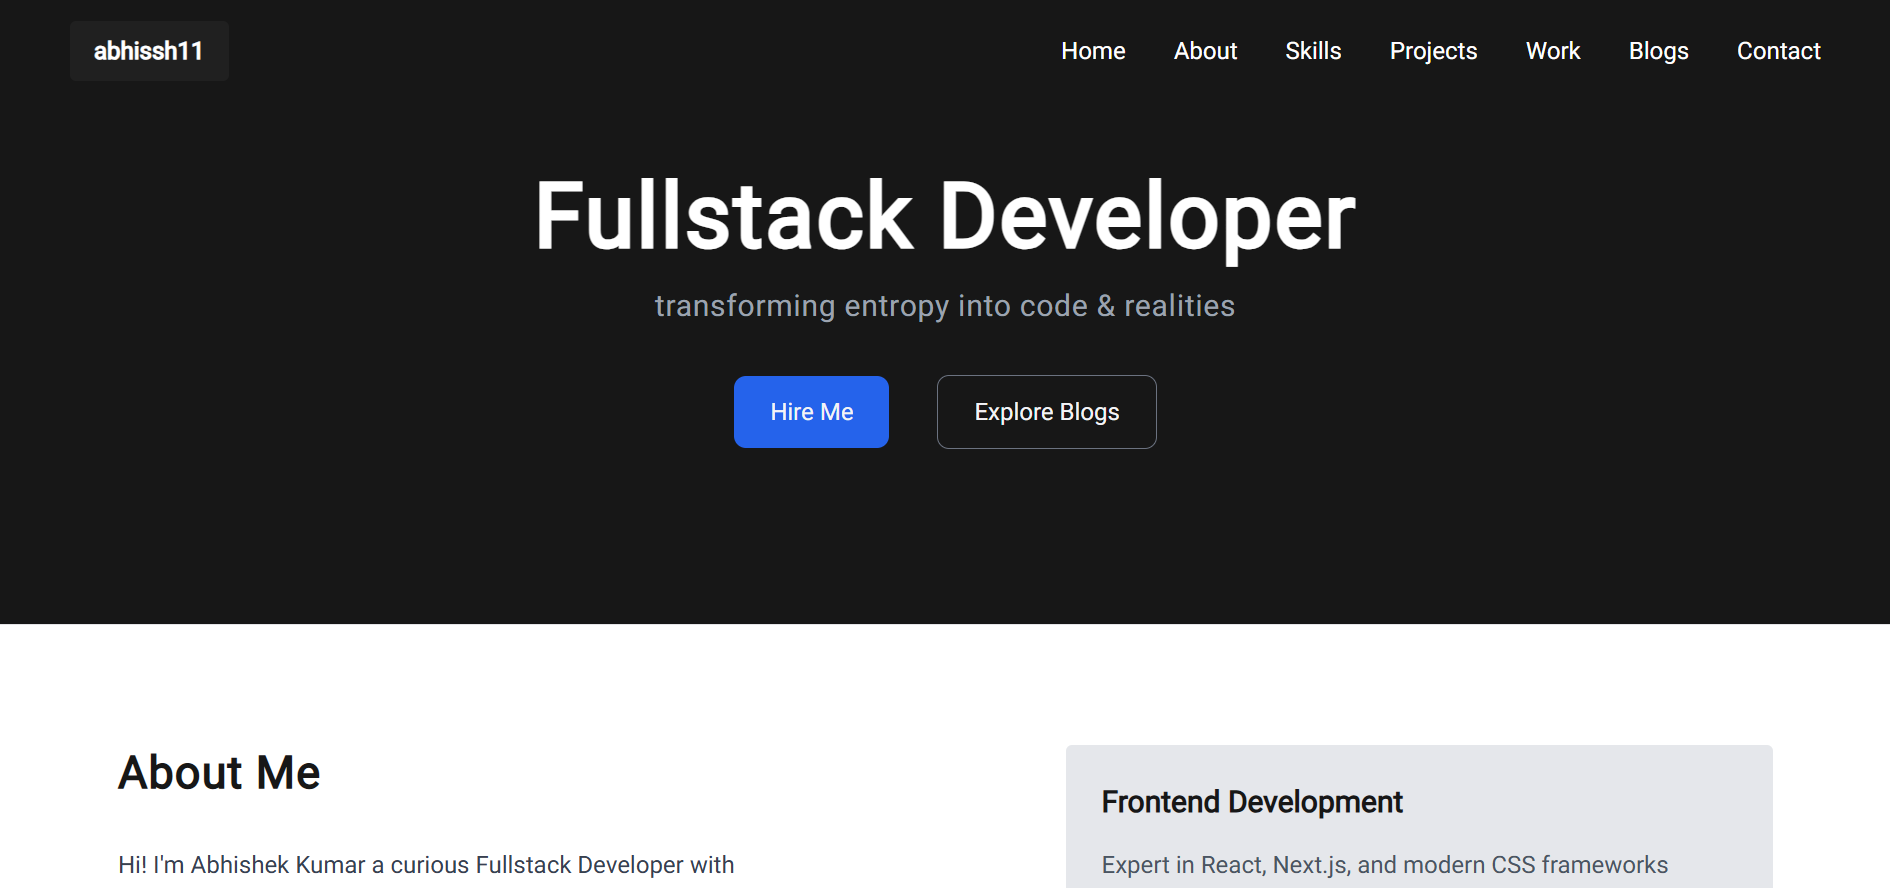 abhissh11
Home About Skills Projects Work Blogs Contact
Fullstack Developer
transforming entropy into code & realities
Hire Me
Explore Blogs
About Me
Hi! I'm Abhishek Kumar a curious Fullstack Developer with
Frontend Development
Expert in React, Next.js, and modern CSS frameworks